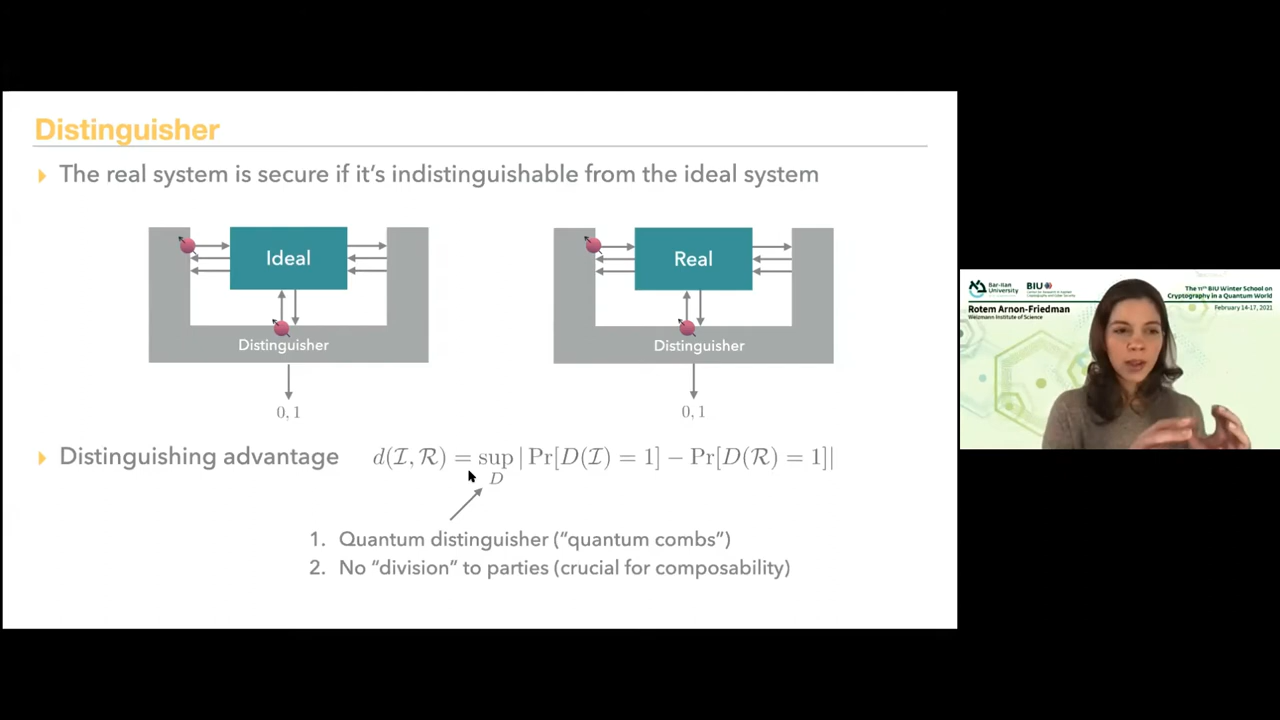 Distinguisher
The real system is secure if it's indistinguishable from the ideal system
Ideal
Distinguisher
0, 1
Real
Distinguisher
0, 1
Distinguishing advantage d(ℐ, ℛ) = sup_D | Pr[D(ℐ) = 1] − Pr[D(ℛ) = 1]|
1. Quantum distinguisher ("quantum combs")
2. No "division" to parties (crucial for composability)
Bar-Ilan University
BIU
The 11th BIU Winter School on
Cryptography in a Quantum World
February 14-17, 2021
Rotem Arnon-Friedman
Weizmann Institute of Science